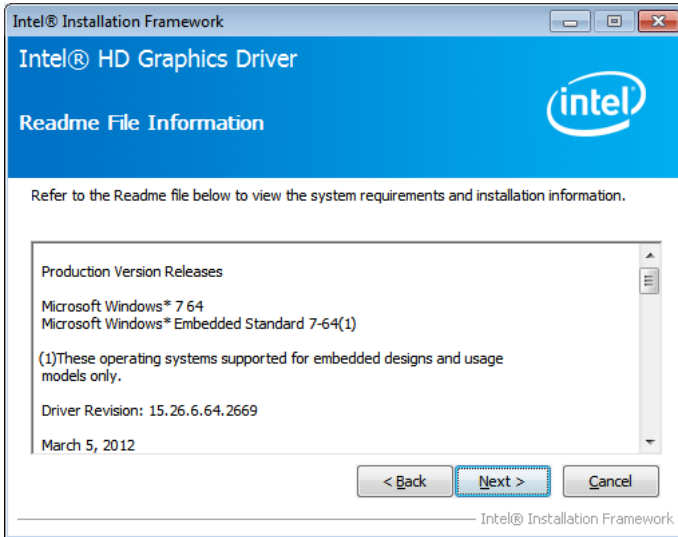 Intel® Installation Framework
Intel® HD Graphics Driver
intel
Readme File Information
Refer to the Readme file below to view the system requirements and installation information.
Production Version Releases
Microsoft Windows* 7 64
Microsoft Windows* Embedded Standard 7-64(1)
(1)These operating systems supported for embedded designs and usage
models only.
Driver Revision: 15.26.6.64.2669
March 5, 2012
< Back
Next >
Cancel
Intel® Installation Framework